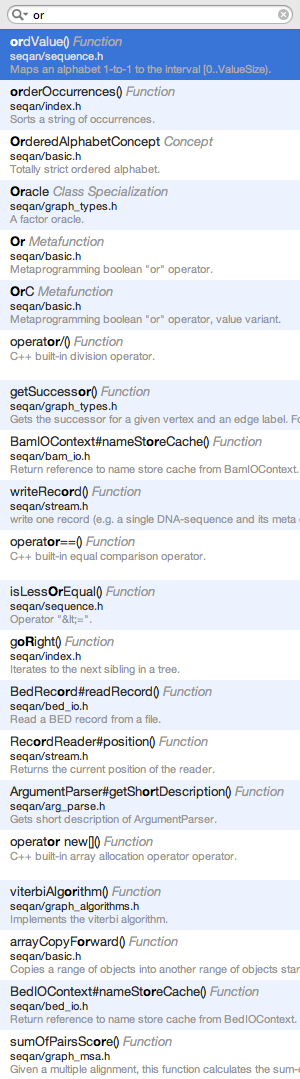 or
ordValue() Function
seqan/sequence.h
Maps an alphabet 1-to-1 to the interval [0..ValueSize).
orderOccurrences() Function
seqan/index.h
Sorts a string of occurrences.
OrderedAlphabetConcept Concept
seqan/basic.h
Totally strict ordered alphabet.
Oracle Class Specialization
seqan/graph_types.h
A factor oracle.
Or Metafunction
seqan/basic.h
Metaprogramming boolean "or" operator.
OrC Metafunction
seqan/basic.h
Metaprogramming boolean "or" operator, value variant.
operator/() Function
C++ built-in division operator.
getSuccessor() Function
seqan/graph_types.h
Gets the successor for a given vertex and an edge label. Fo
BamIOContext#nameStoreCache() Function
seqan/bam_io.h
Return reference to name store cache from BamIOContext.
writeRecord() Function
seqan/stream.h
write one record (e.g. a single DNA-sequence and its meta
operator==() Function
C++ built-in equal comparison operator.
isLessOrEqual() Function
seqan/sequence.h
Operator "&lt;=".
goRight() Function
seqan/index.h
Iterates to the next sibling in a tree.
BedRecord#readRecord() Function
seqan/bed_io.h
Read a BED record from a file.
RecordReader#position() Function
seqan/stream.h
Returns the current position of the reader.
ArgumentParser#getShortDescription() Function
seqan/arg_parse.h
Gets short description of ArgumentParser.
operator new[]() Function
C++ built-in array allocation operator operator.
viterbiAlgorithm() Function
seqan/graph_algorithms.h
Implements the viterbi algorithm.
arrayCopyForward() Function
seqan/basic.h
Copies a range of objects into another range of objects star
BedIOContext#nameStoreCache() Function
seqan/bed_io.h
Return reference to name store cache from BedIOContext.
sumOfPairsScore() Function
seqan/graph_msa.h
Given a multiple alignment, this function calculates the sum-